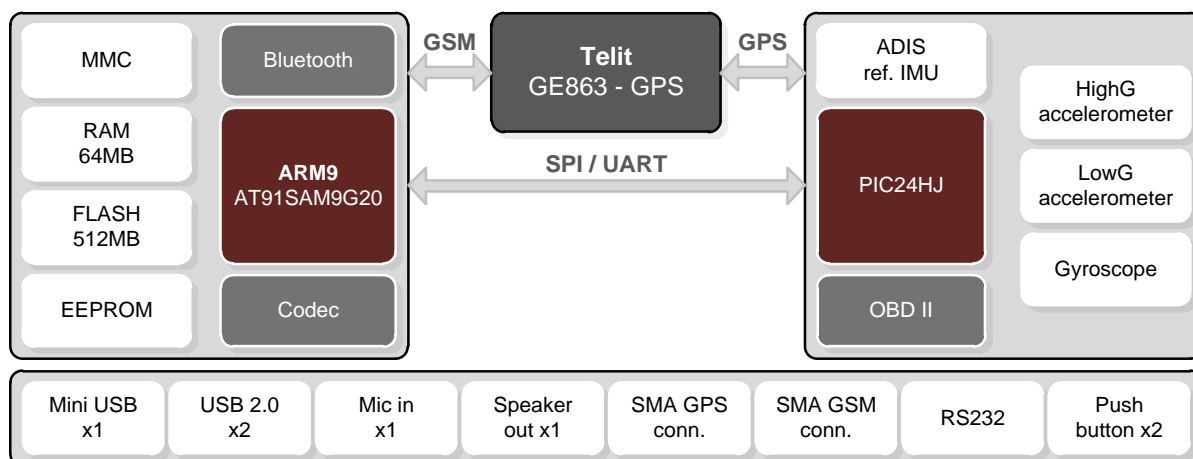 MMC
Bluetooth
RAM
64MB
ARM9
AT91SAM9G20
FLASH
512MB
EEPROM
Codec
GSM
Telit
GE863 - GPS
GPS
SPI / UART
ADIS
ref. IMU
PIC24HJ
OBD II
HighG
accelerometer
LowG
accelerometer
Gyroscope
Mini USB
x1
USB 2.0
x2
Mic in
x1
Speaker
out x1
SMA GPS
conn.
SMA GSM
conn.
RS232
Push
button x2